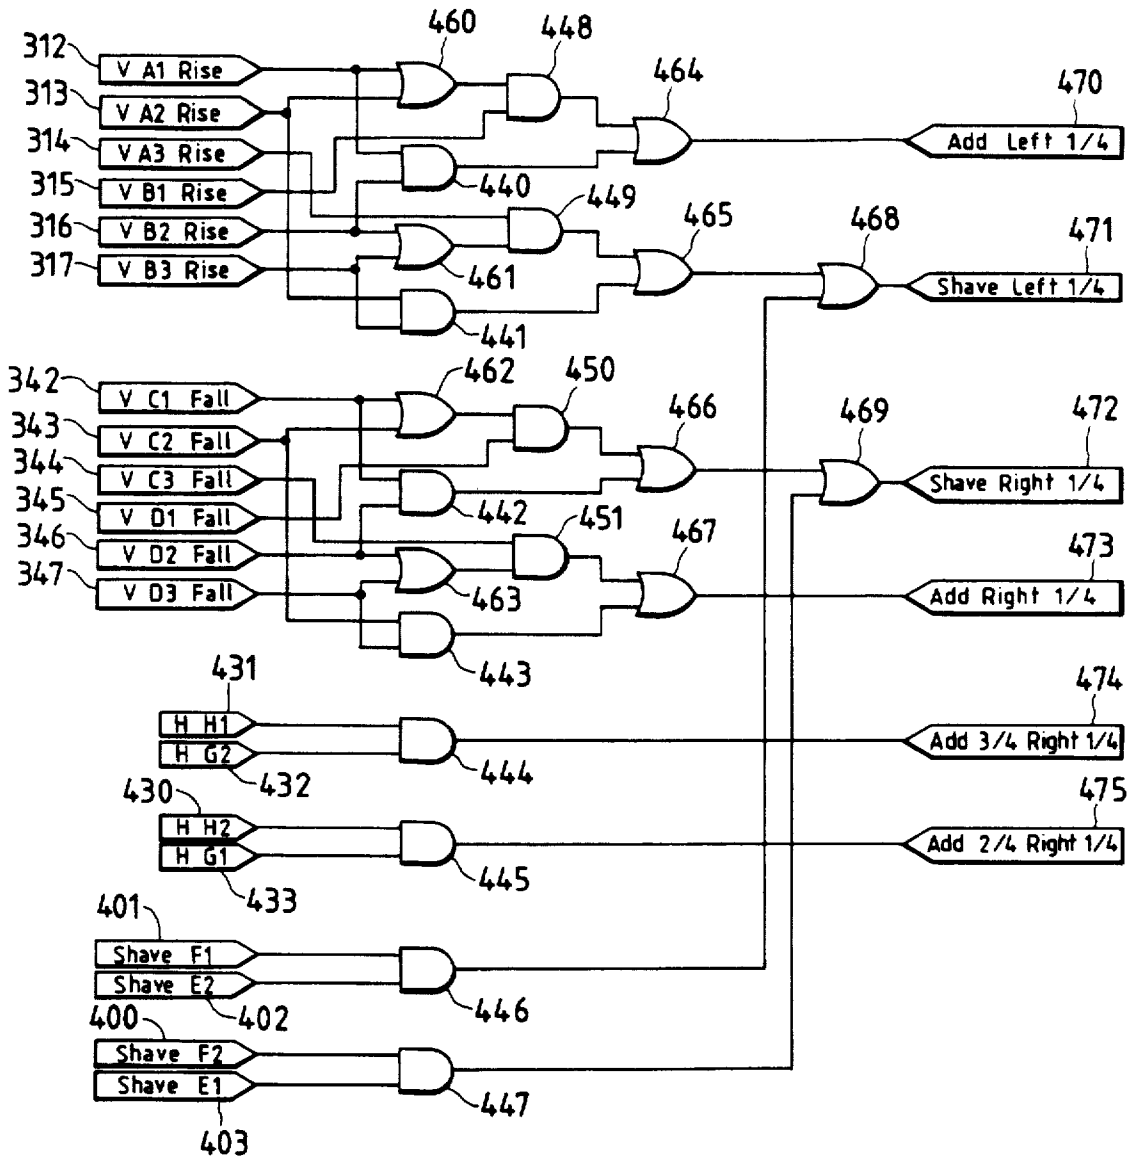 312
V A1 Rise
460
448
464
470
313
V A2 Rise
Add Left 1/4
314
V A3 Rise
315
V B1 Rise
440
449
316
V B2 Rise
465
468
471
317
V B3 Rise
461
Shave Left 1/4
441
342
V C1 Fall
462
450
466
469
472
343
V C2 Fall
344
V C3 Fall
Shave Right 1/4
345
V D1 Fall
442
451
346
V D2 Fall
467
473
347
V D3 Fall
463
Add Right 1/4
443
431
474
H H1
H G2
444
Add 3/4 Right 1/4
432
430
475
H H2
H G1
445
Add 2/4 Right 1/4
433
401
Shave F1
Shave E2
446
402
400
Shave F2
Shave E1
447
403